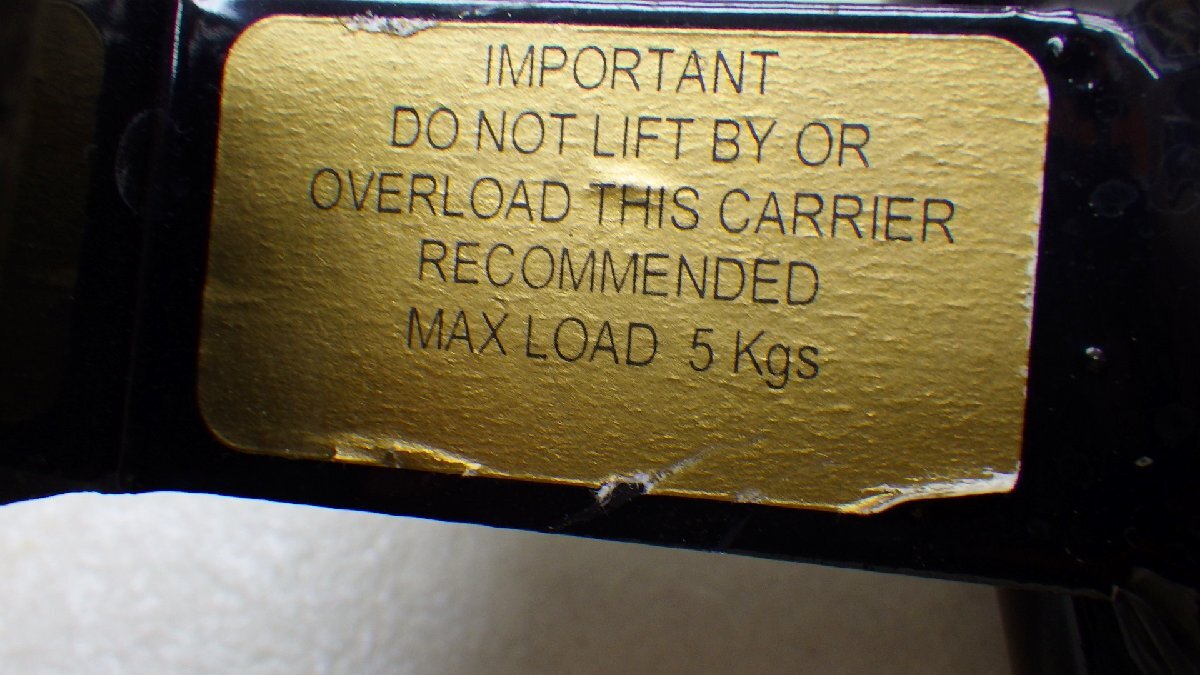 IMPORTANT
DO NOT LIFT BY OR
OVERLOAD THIS CARRIER
RECOMMENDED
MAX LOAD 5 Kgs